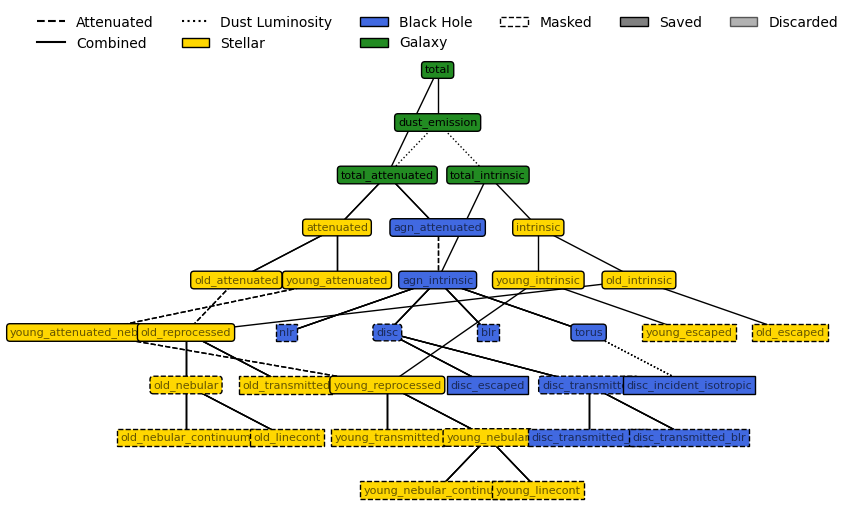 Attenuated
Dust Luminosity
Black Hole
Masked
Saved
Discarded
Combined
Stellar
Galaxy
total
dust_emission
total_attenuated
total_intrinsic
attenuated
agn_attenuated
intrinsic
old_attenuated
young_attenuated
agn_intrinsic
young_intrinsic
old_intrinsic
young_attenuated_neb
old_reprocessed
nlr
disc
blr
torus
young_escaped
old_escaped
old_nebular
old_transmitted
young_reprocessed
disc_escaped
disc_transmitt
disc_incident_isotropic
old_nebular_continuum
old_linecont
young_transmitted
young_nebular
disc_transmitted
disc_transmitted_blr
young_nebular_continu
young_linecont